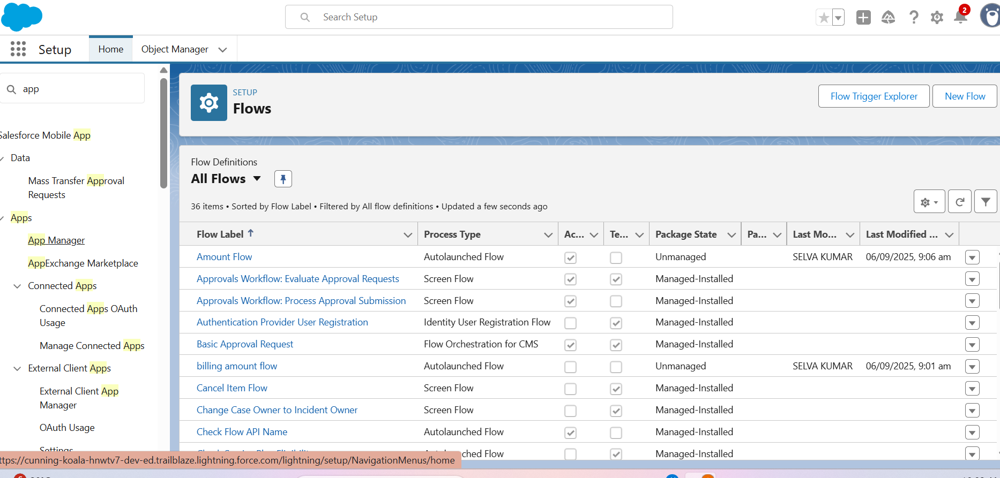 Search Setup
2
Setup
Home
Object Manager
app
Salesforce Mobile App
Data
Mass Transfer Approval
Requests
Apps
App Manager
AppExchange Marketplace
Connected Apps
Connected Apps OAuth
Usage
Manage Connected Apps
External Client Apps
External Client App
Manager
OAuth Usage
Settings
SETUP
Flows
Flow Trigger Explorer
New Flow
Flow Definitions
All Flows
36 items • Sorted by Flow Label • Filtered by All flow definitions • Updated a few seconds ago
Flow Label Process Type Ac... Te... Package State Pa... Last Mo... Last Modified ...
Amount Flow Autolaunched Flow Unmanaged SELVA KUMAR 06/09/2025, 9:06 am
Approvals Workflow: Evaluate Approval Requests Screen Flow Managed-Installed
Approvals Workflow: Process Approval Submission Screen Flow Managed-Installed
Authentication Provider User Registration Identity User Registration Flow Managed-Installed
Basic Approval Request Flow Orchestration for CMS Managed-Installed
billing amount flow Autolaunched Flow Unmanaged SELVA KUMAR 06/09/2025, 9:01 am
Cancel Item Flow Screen Flow Managed-Installed
Change Case Owner to Incident Owner Screen Flow Managed-Installed
Check Flow API Name Autolaunched Flow Managed-Installed
ched Flow Managed-Installed
ttps://cunning-koala-hnwtv7-dev-ed.trailblaze.lightning.force.com/lightning/setup/NavigationMenus/home